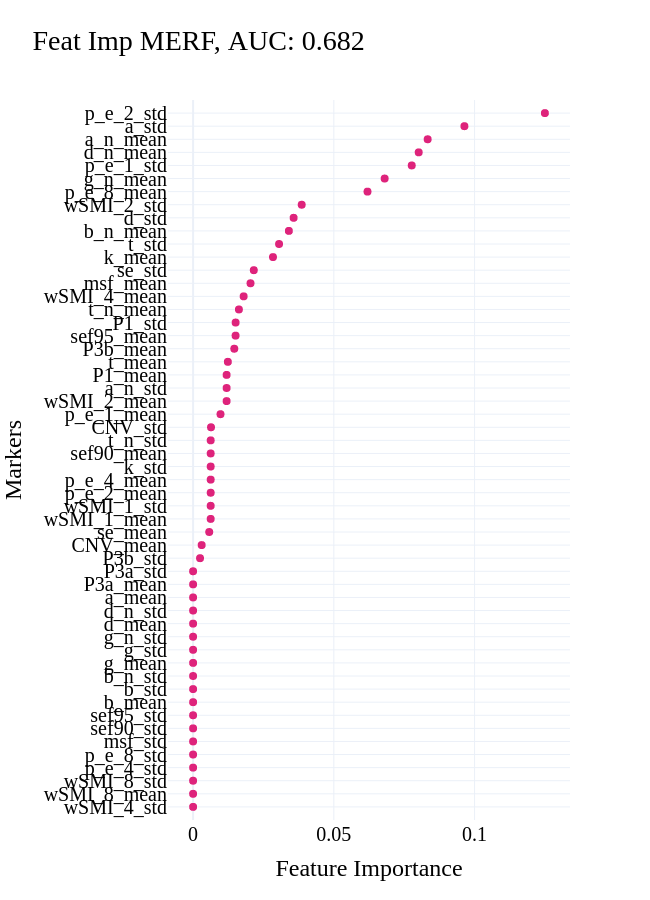 Feat Imp MERF, AUC: 0.682
p_e_2_std
a_std
a_n_mean
d_n_mean
p_e_1_std
g_n_mean
p_e_8_mean
wSMI_2_std
d_std
b_n_mean
t_std
k_mean
se_std
msf_mean
wSMI_4_mean
t_n_mean
P1_std
sef95_mean
P3b_mean
t_mean
P1_mean
a_n_std
wSMI_2_mean
p_e_1_mean
CNV_std
t_n_std
sef90_mean
k_std
p_e_4_mean
p_e_2_mean
wSMI_1_std
wSMI_1_mean
se_mean
CNV_mean
P3b_std
P3a_std
P3a_mean
a_mean
d_n_std
d_mean
g_n_std
g_std
g_mean
b_n_std
b_std
b_mean
sef95_std
sef90_std
msf_std
p_e_8_std
p_e_4_std
wSMI_8_std
wSMI_8_mean
wSMI_4_std
Markers
0
0.05
0.1
Feature Importance